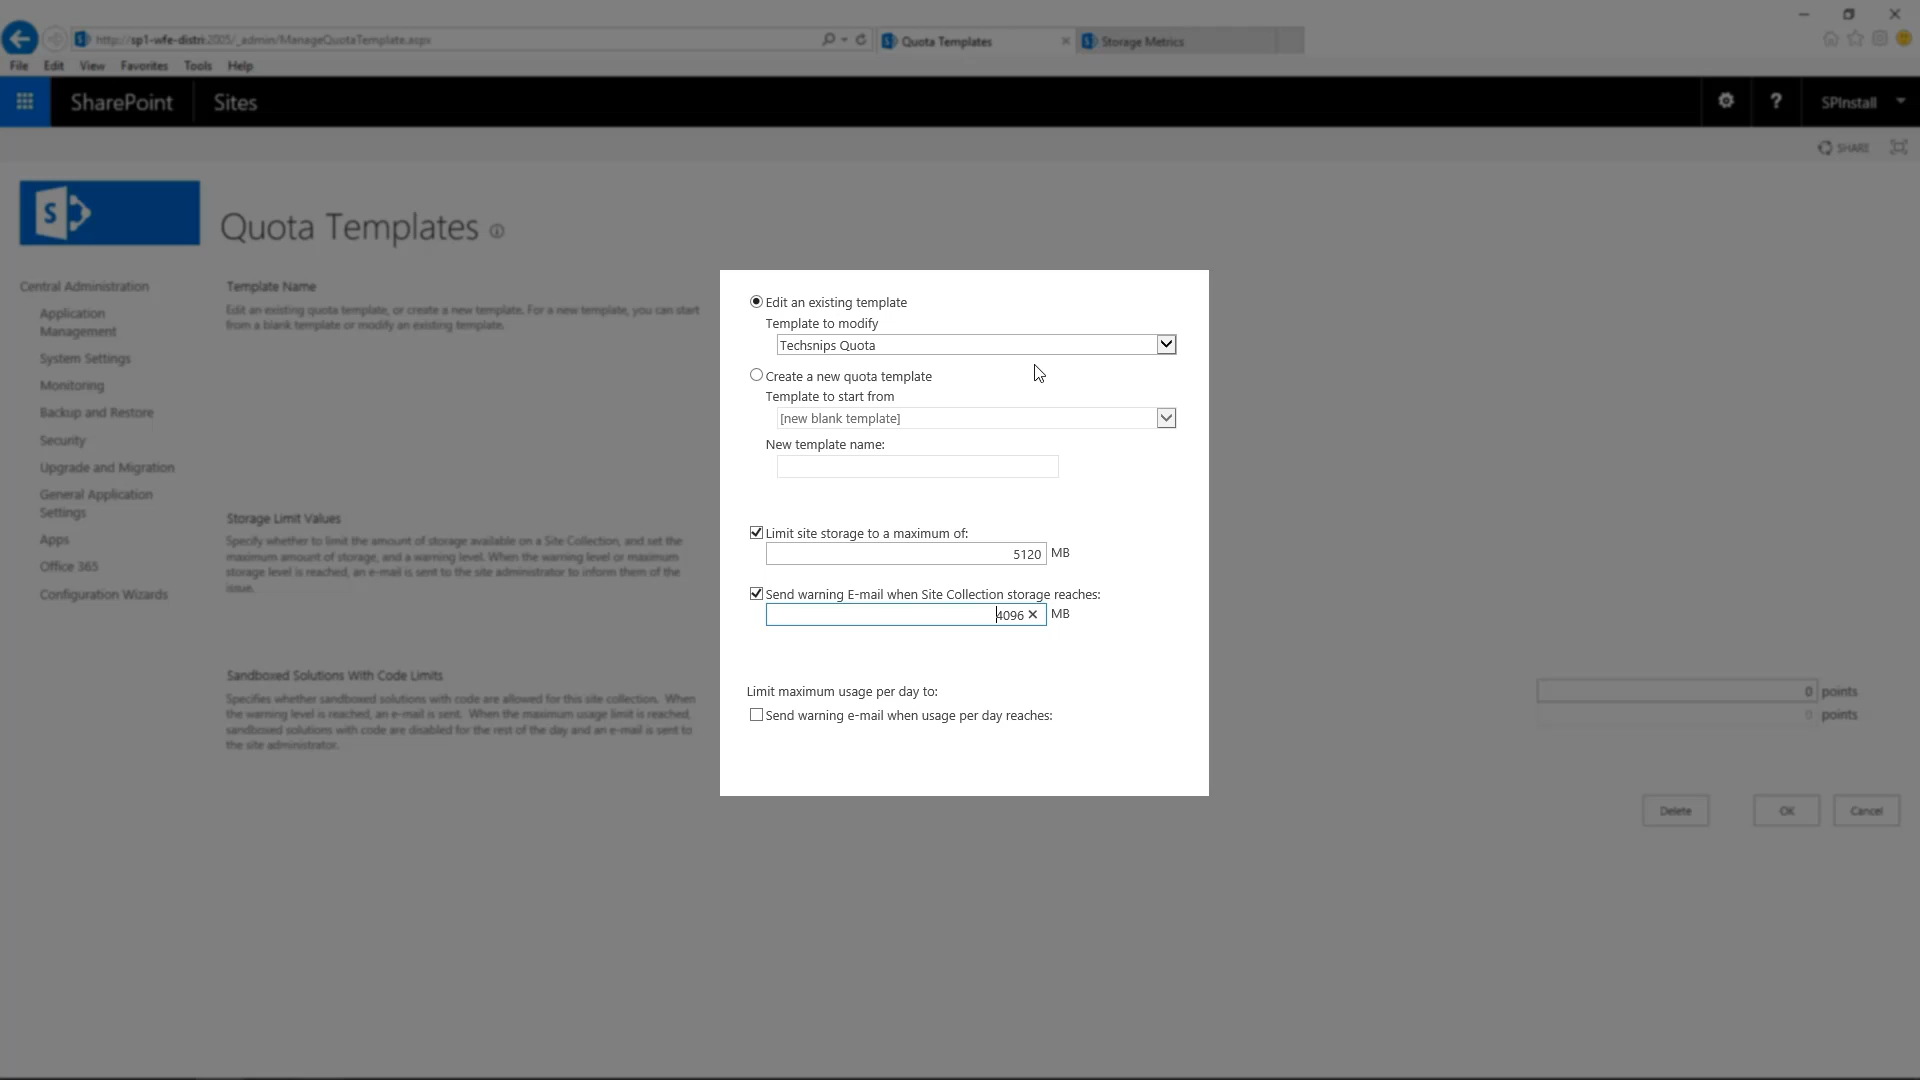 http://sp1-wfe-distri:2005/_admin/ManageQuotaTemplate.aspx
Quota Templates
Storage Metrics
File Edit View Favorites Tools Help
SharePoint
Sites
SPInstall
SHARE
Quota Templates
Central Administration
Application
Management
System Settings
Monitoring
Backup and Restore
Security
Upgrade and Migration
General Application
Settings
Apps
Office 365
Configuration Wizards
Template Name
Edit an existing quota template, or create a new template. For a new template, you can start
from a blank template or modify an existing template.
Edit an existing template
Template to modify
Techsnips Quota
Create a new quota template
Template to start from
[new blank template]
New template name:
Storage Limit Values
Specify whether to limit the amount of storage available on a Site Collection, and set the
maximum amount of storage, and a warning level. When the warning level or maximum
storage level is reached, an e-mail is sent to the site administrator to inform them of the
issue.
Limit site storage to a maximum of:
5120 MB
Send warning E-mail when Site Collection storage reaches:
4096 MB
Sandboxed Solutions With Code Limits
Specifies whether sandboxed solutions with code are allowed for this site collection. When
the warning level is reached, an e-mail is sent. When the maximum usage limit is reached,
sandboxed solutions with code are disabled for the rest of the day and an e-mail is sent to
the site administrator.
Limit maximum usage per day to:
0 points
Send warning e-mail when usage per day reaches:
0 points
Delete
OK
Cancel